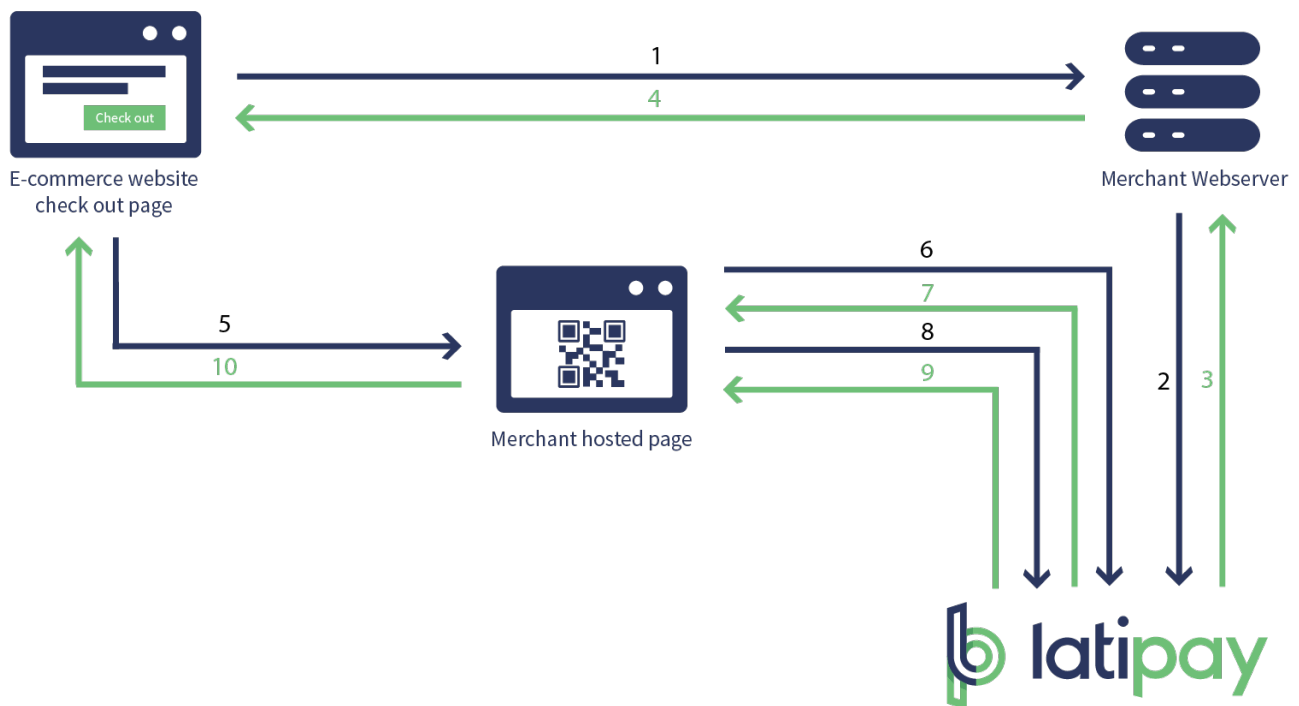 1
4
Check out
E-commerce website
check out page
Merchant Webserver
6
7
5
8
10
9
2
3
Merchant hosted page
latipay